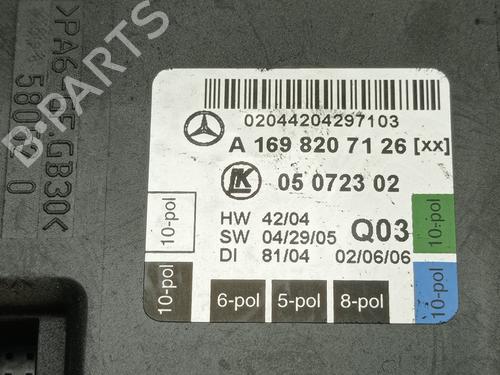 >PA6-GF.GB30<
02044204297103
A 169 820 71 26 [xx]
LK 05 0723 02
HW 42/04
SW 04/29/05 Q03
DI 81/04 02/06/06
10-pol
10-pol
10-pol
6-pol
5-pol
8-pol
10-pol
B-PARTS